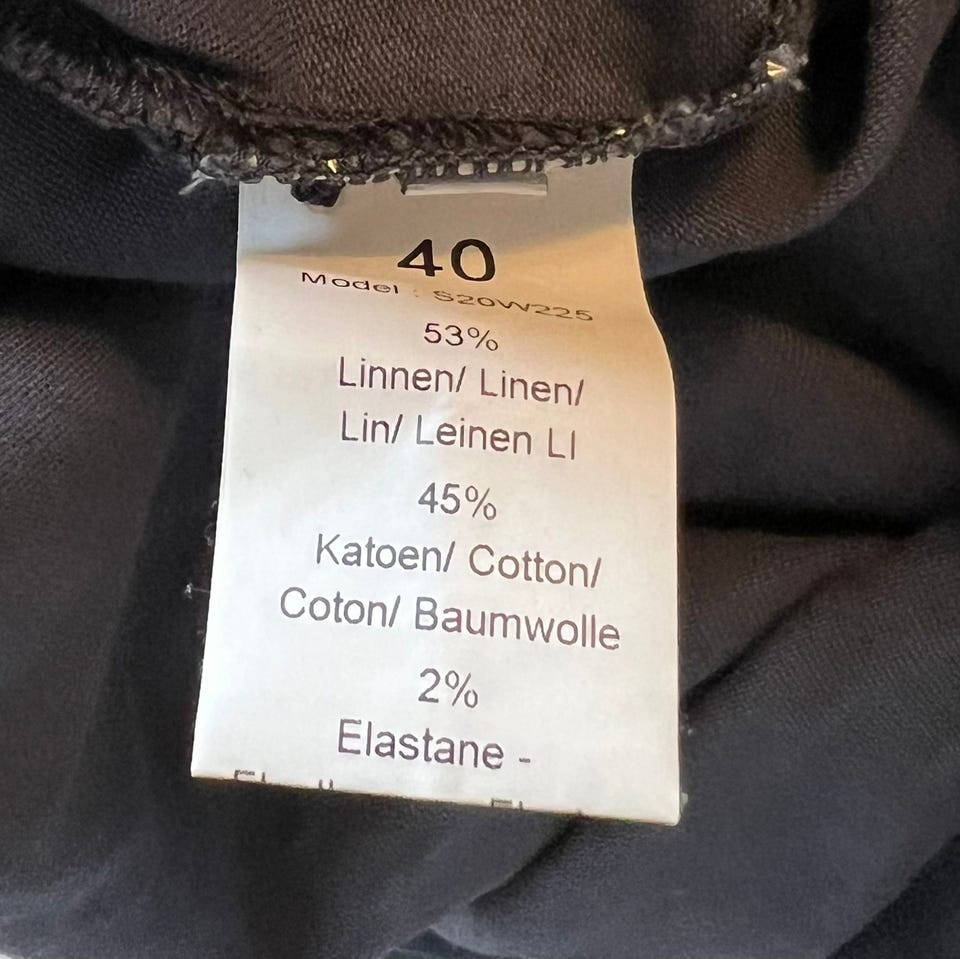 40
Model : S20W225
53%
Linnen/ Linen/
Lin/ Leinen LI
45%
Katoen/ Cotton/
Coton/ Baumwolle
2%
Elastane -